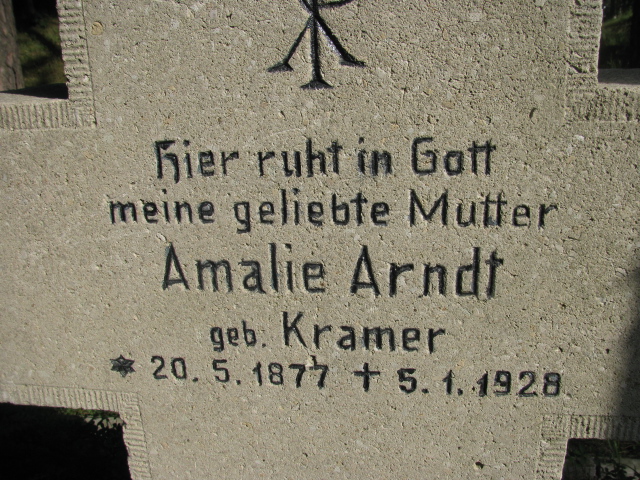 Hier ruht in Gott
meine geliebte Mutter
Amalie Arndt
geb. Kramer
* 20. 5. 1877 ✝ 5. 1. 1928